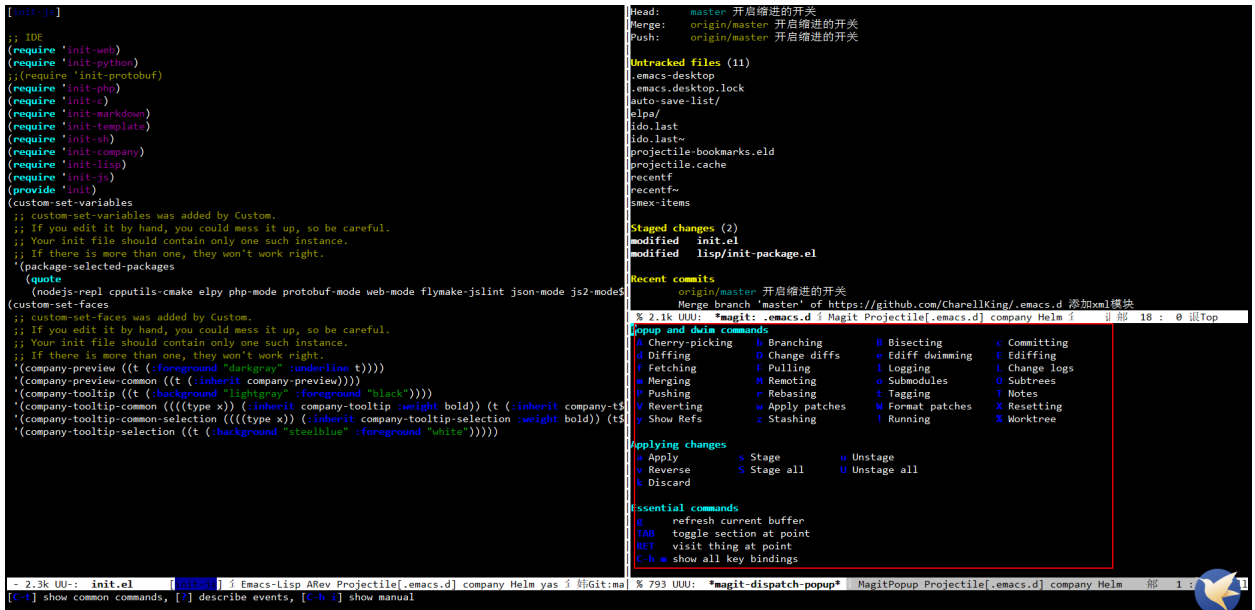 [init-js]
;; IDE
(require 'init-web)
(require 'init-python)
;;(require 'init-protobuf)
(require 'init-php)
(require 'init-c)
(require 'init-markdown)
(require 'init-template)
(require 'init-sh)
(require 'init-company)
(require 'init-lisp)
(require 'init-js)
(provide 'init)
(custom-set-variables
;; custom-set-variables was added by Custom.
;; If you edit it by hand, you could mess it up, so be careful.
;; Your init file should contain only one such instance.
;; If there is more than one, they won't work right.
'(package-selected-packages
(quote
(nodejs-repl cpputils-cmake elpy php-mode protobuf-mode web-mode flymake-jslint json-mode js2-mode$
(custom-set-faces
;; custom-set-faces was added by Custom.
;; If you edit it by hand, you could mess it up, so be careful.
;; Your init file should contain only one such instance.
;; If there is more than one, they won't work right.
'(company-preview ((t (:foreground "darkgray" :underline t))))
'(company-preview-common ((t (:inherit company-preview))))
'(company-tooltip ((t (:background "lightgray" :foreground "black"))))
'(company-tooltip-common ((((type x)) (:inherit company-tooltip :weight bold)) (t (:inherit company-t$
'(company-tooltip-common-selection ((((type x)) (:inherit company-tooltip-selection :weight bold)) (t$
'(company-tooltip-selection ((t (:background "steelblue" :foreground "white")))))
- 2.3k UU-: init.el [init-js] Emacs-Lisp ARev Projectile[.emacs.d] company Helm yas Git:ma
Head: master 开启缩进的开关
Merge: origin/master 开启缩进的开关
Push: origin/master 开启缩进的开关
Untracked files (11)
.emacs-desktop
.emacs.desktop.lock
auto-save-list/
elpa/
ido.last
ido.last~
projectile-bookmarks.eld
projectile.cache
recentf
recentf~
smex-items
Staged changes (2)
modified init.el
modified lisp/init-package.el
Recent commits
origin/master 开启缩进的开关
Merge branch 'master' of https://github.com/CharellKing/.emacs.d 添加xml模块
% 2.1k UUU: *magit: .emacs.d Magit Projectile[.emacs.d] company Helm 18 : 0 Top
Popup and dwim commands
A Cherry-picking b Branching B Bisecting c Committing
d Diffing D Change diffs e Ediff dwimming E Ediffing
f Fetching F Pulling l Logging L Change logs
m Merging M Remoting o Submodules O Subtrees
P Pushing r Rebasing t Tagging T Notes
V Reverting w Apply patches W Format patches X Resetting
y Show Refs z Stashing ! Running % Worktree
Applying changes
a Apply s Stage u Unstage
v Reverse S Stage all U Unstage all
k Discard
Essential commands
g refresh current buffer
TAB toggle section at point
RET visit thing at point
C-h m show all key bindings
% 793 UUU: *magit-dispatch-popup* MagitPopup Projectile[.emacs.d] company Helm 1 :
[C-t] show common commands, [?] describe events, [C-h i] show manual